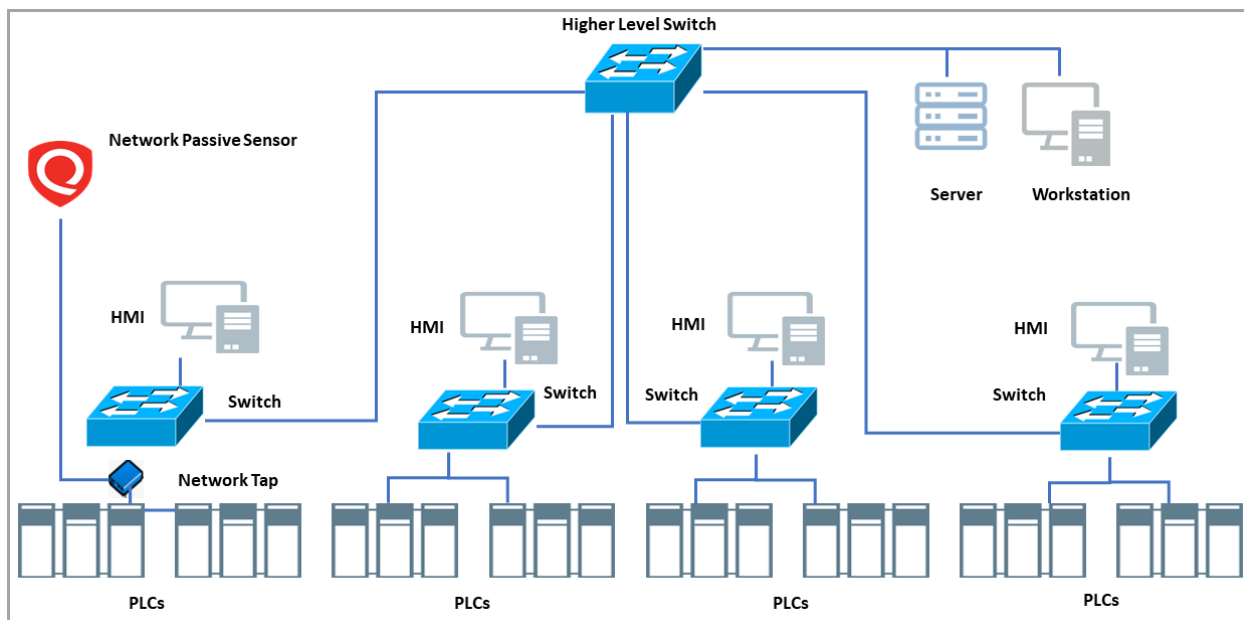 Higher Level Switch
Network Passive Sensor
Server
Workstation
HMI
HMI
HMI
HMI
Switch
Switch
Switch
Switch
Network Tap
PLCs
PLCs
PLCs
PLCs